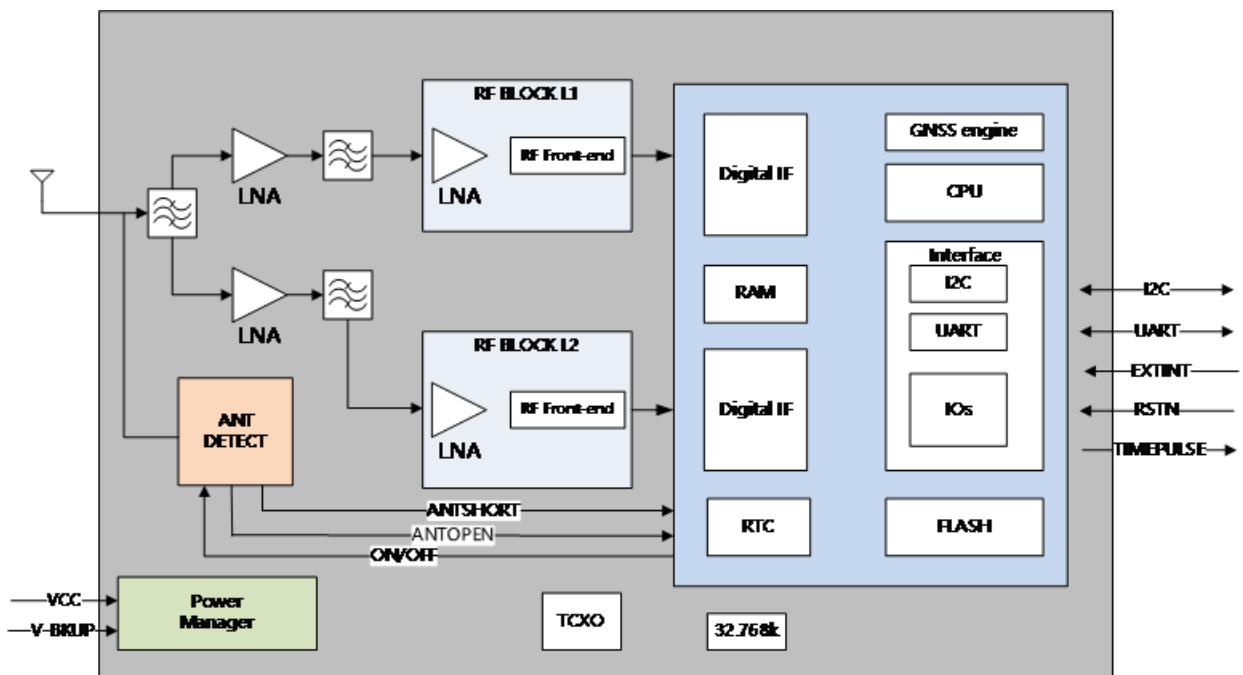 RF BLOCK L1
LNA
LNA
RF Front-end
Digital IF
GNSS engine
CPU
Interface
I2C
UART
IOs
RAM
LNA
RF BLOCK L2
LNA
RF Front-end
Digital IF
ANT
DETECT
ANTSHORT
ANTOPEN
ON/OFF
RTC
FLASH
I2C
UART
EXTINT
RSTN
TIMEPULSE
VCC
V-BKUP
Power
Manager
TCXO
32.768k